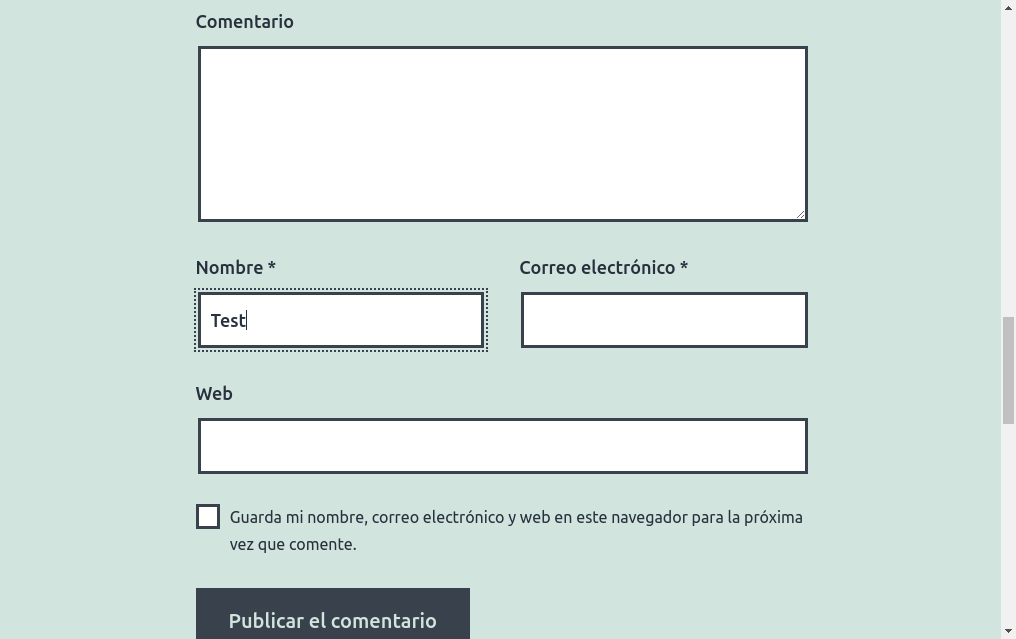 Comentario
Nombre *
Correo electrónico *
Test
Web
Guarda mi nombre, correo electrónico y web en este navegador para la próxima
vez que comente.
Publicar el comentario